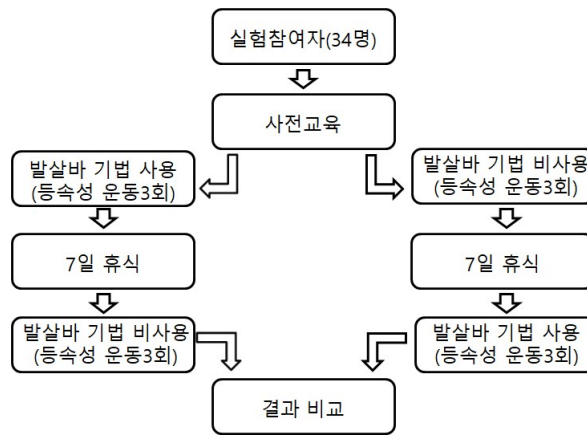 실험참여자(34명)
사전교육
발살바 기법 사용
(등속성 운동3회)
7일 휴식
발살바 기법 비사용
(등속성 운동3회)
발살바 기법 비사용
(등속성 운동3회)
7일 휴식
발살바 기법 사용
(등속성 운동3회)
결과 비교